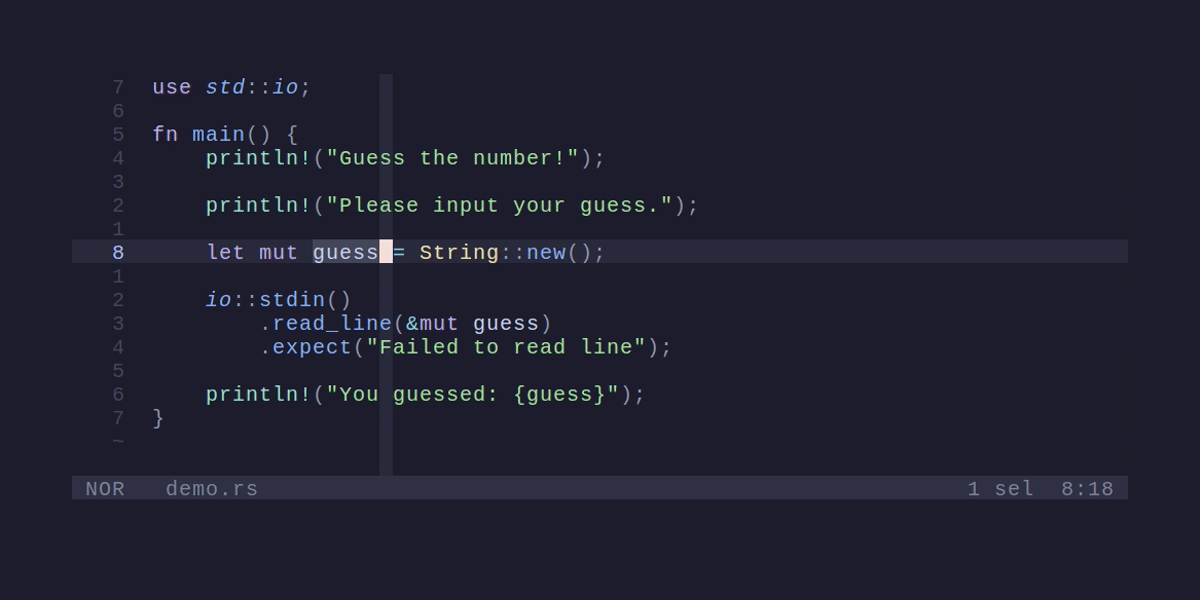 7  use std::io;
6
5  fn main() {
4      println!("Guess the number!");
3
2      println!("Please input your guess.");
1
8      let mut guess = String::new();
1
2      io::stdin()
3          .read_line(&mut guess)
4          .expect("Failed to read line");
5
6      println!("You guessed: {guess}");
7  }
~
NOR   demo.rs   1 sel  8:18